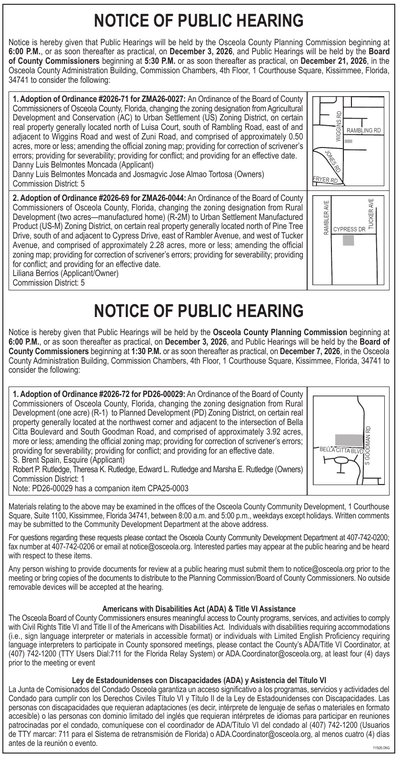 NOTICE OF PUBLIC HEARING
Notice is hereby given that Public Hearings will be held by the Osceola County Planning Commission beginning at
6:00 P.M., or as soon thereafter as practical, on December 3, 2026, and Public Hearings will be held by the Board
of County Commissioners beginning at 5:30 P.M. or as soon thereafter as practical, on December 21, 2026, in the
Osceola County Administration Building, Commission Chambers, 4th Floor, 1 Courthouse Square, Kissimmee, Florida,
34741 to consider the following:
1. Adoption of Ordinance #2026-71 for ZMA26-0027: An Ordinance of the Board of County
Commissioners of Osceola County, Florida, changing the zoning designation from Agricultural
Development and Conservation (AC) to Urban Settlement (US) Zoning District, on certain
real property generally located north of Luisa Court, south of Rambling Road, east of and
adjacent to Wiggins Road and west of Zuni Road, and comprised of approximately 0.50
acres, more or less; amending the official zoning map; providing for correction of scrivener's
errors; providing for severability; providing for conflict; and providing for an effective date.
Danny Luis Belmontes Moncada (Applicant)
Danny Luis Belmontes Moncada and Josmagvic Jose Almao Tortosa (Owners)
Commission District: 5
WIGGINS RD
RAMBLING RD
JONES RD
FRYER RD
2. Adoption of Ordinance #2026-69 for ZMA26-0044: An Ordinance of the Board of County
Commissioners of Osceola County, Florida, changing the zoning designation from Rural
Development (two acres—manufactured home) (R-2M) to Urban Settlement Manufactured
Product (US-M) Zoning District, on certain real property generally located north of Pine Tree
Drive, south of and adjacent to Cypress Drive, east of Rambler Avenue, and west of Tucker
Avenue, and comprised of approximately 2.28 acres, more or less; amending the official
zoning map; providing for correction of scrivener's errors; providing for severability; providing
for conflict; and providing for an effective date.
Liliana Berrios (Applicant/Owner)
Commission District: 5
RAMBLER AVE
CYPRESS DR
TUCKER AVE
NOTICE OF PUBLIC HEARING
Notice is hereby given that Public Hearings will be held by the Osceola County Planning Commission beginning at
6:00 P.M., or as soon thereafter as practical, on December 3, 2026, and Public Hearings will be held by the Board of
County Commissioners beginning at 1:30 P.M. or as soon thereafter as practical, on December 7, 2026, in the Osceola
County Administration Building, Commission Chambers, 4th Floor, 1 Courthouse Square, Kissimmee, Florida, 34741 to
consider the following:
1. Adoption of Ordinance #2026-72 for PD26-00029: An Ordinance of the Board of County
Commissioners of Osceola County, Florida, changing the zoning designation from Rural
Development (one acre) (R-1) to Planned Development (PD) Zoning District, on certain real
property generally located at the northwest corner and adjacent to the intersection of Bella
Citta Boulevard and South Goodman Road, and comprised of approximately 3.92 acres,
more or less; amending the official zoning map; providing for correction of scrivener's errors;
providing for severability; providing for conflict; and providing for an effective date.
S. Brent Spain, Esquire (Applicant)
Robert P. Rutledge, Theresa K. Rutledge, Edward L. Rutledge and Marsha E. Rutledge (Owners)
Commission District: 1
Note: PD26-00029 has a companion item CPA25-0003
BELLA CITTA BLVD
S GOODMAN RD
Materials relating to the above may be examined in the offices of the Osceola County Community Development, 1 Courthouse
Square, Suite 1100, Kissimmee, Florida 34741, between 8:00 a.m. and 5:00 p.m., weekdays except holidays. Written comments
may be submitted to the Community Development Department at the above address.
For questions regarding these requests please contact the Osceola County Community Development Department at 407-742-0200;
fax number at 407-742-0206 or email at notice@osceola.org. Interested parties may appear at the public hearing and be heard
with respect to these items.
Any person wishing to provide documents for review at a public hearing must submit them to notice@osceola.org prior to the
meeting or bring copies of the documents to distribute to the Planning Commission/Board of County Commissioners. No outside
removable devices will be accepted at the hearing.
Americans with Disabilities Act (ADA) & Title VI Assistance
The Osceola Board of County Commissioners ensures meaningful access to County programs, services, and activities to comply
with Civil Rights Title VI and Title II of the Americans with Disabilities Act. Individuals with disabilities requiring accommodations
(i.e., sign language interpreter or materials in accessible format) or individuals with Limited English Proficiency requiring
language interpreters to participate in County sponsored meetings, please contact the County's ADA/Title VI Coordinator, at
(407) 742-1200 (TTY Users Dial:711 for the Florida Relay System) or ADA.Coordinator@osceola.org, at least four (4) days
prior to the meeting or event
Ley de Estadounidenses con Discapacidades (ADA) y Asistencia del Título VI
La Junta de Comisionados del Condado Osceola garantiza un acceso significativo a los programas, servicios y actividades del
Condado para cumplir con los Derechos Civiles Título VI y Título II de la Ley de Estadounidenses con Discapacidades. Las
personas con discapacidades que requieran adaptaciones (es decir, intérprete de lenguaje de señas o materiales en formato
accesible) o las personas con dominio limitado del inglés que requieran intérpretes de idiomas para participar en reuniones
patrocinadas por el condado, comuníquese con el coordinador de ADA/Título VI del condado al (407) 742-1200 (Usuarios
de TTY marcar: 711 para el Sistema de retransmisión de Florida) o ADA.Coordinator@osceola.org, al menos cuatro (4) días
antes de la reunión o evento.